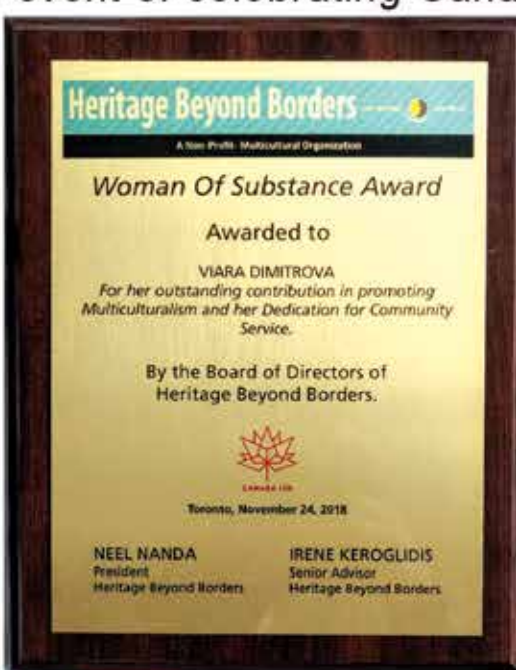 Heritage Beyond Borders
A Non-Profit- Multicultural Organization
Woman Of Substance Award
Awarded to
VIARA DIMITROVA
For her outstanding contribution in promoting
Multiculturalism and her Dedication for Community
Service.
By the Board of Directors of
Heritage Beyond Borders.
CANADA 150
Toronto, November 24, 2018
NEEL NANDA
President
Heritage Beyond Borders
IRENE KEROGLIDIS
Senior Advisor
Heritage Beyond Borders